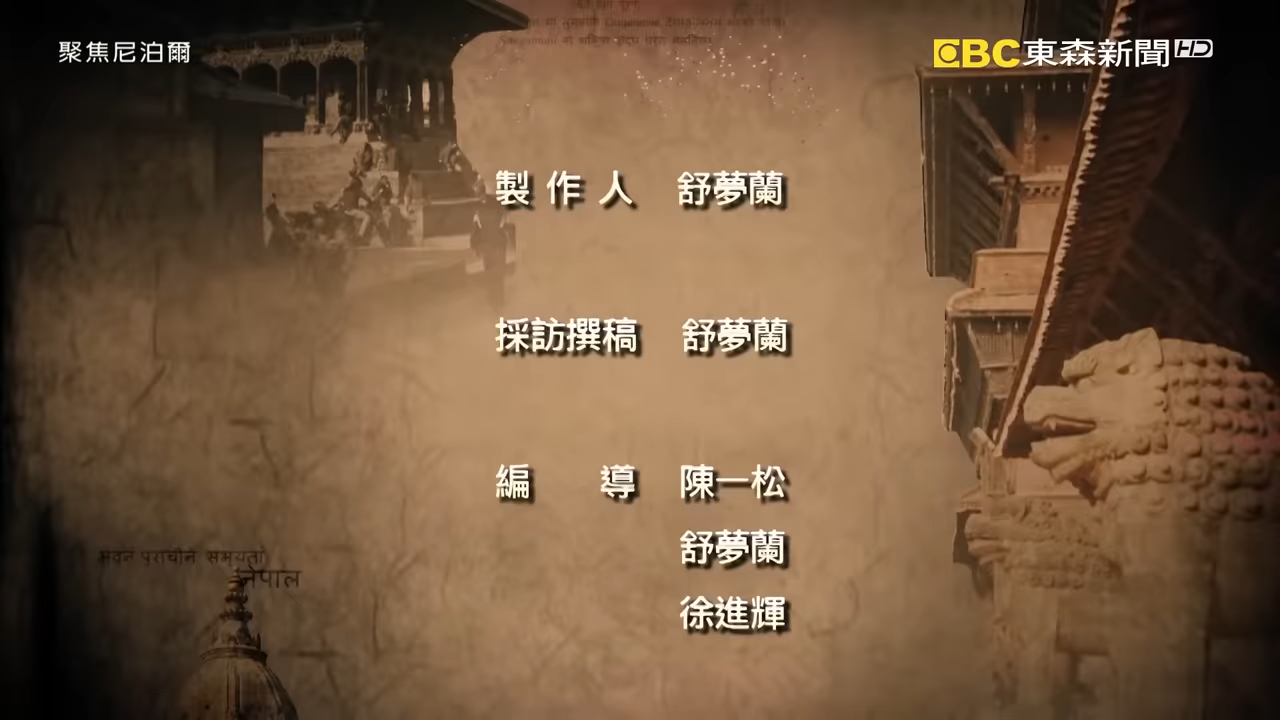 聚焦尼泊爾
EBC東森新聞HD
製作人 舒夢蘭
採訪撰稿 舒夢蘭
編導 陳一松
舒夢蘭
徐進輝
नेपाल